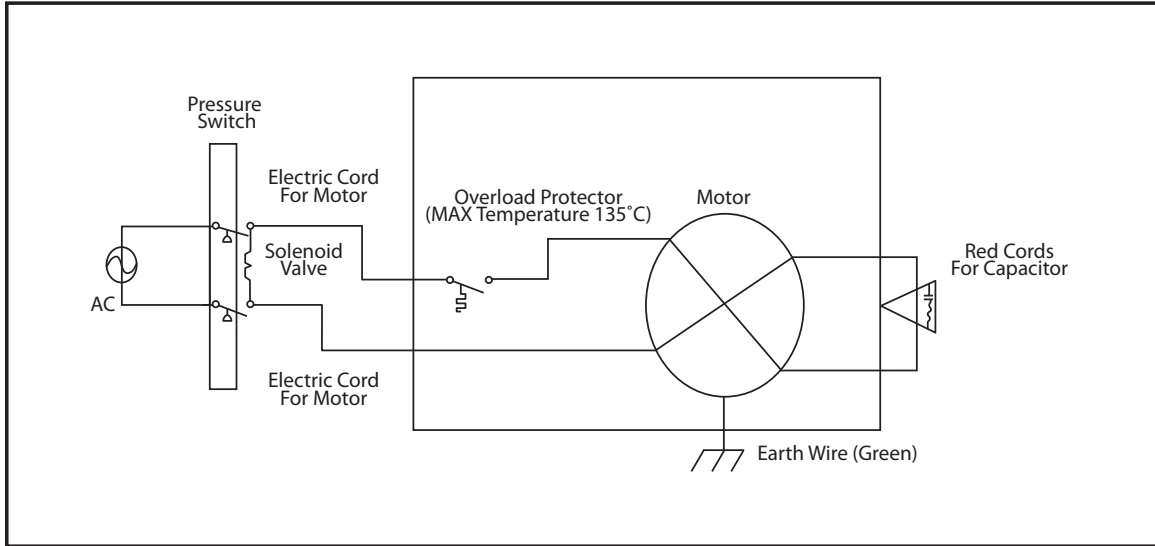 Pressure
Switch
Electric Cord
For Motor
Overload Protector
(MAX Temperature 135˚C)
Motor
Solenoid
Valve
Red Cords
For Capacitor
AC
Electric Cord
For Motor
Earth Wire (Green)